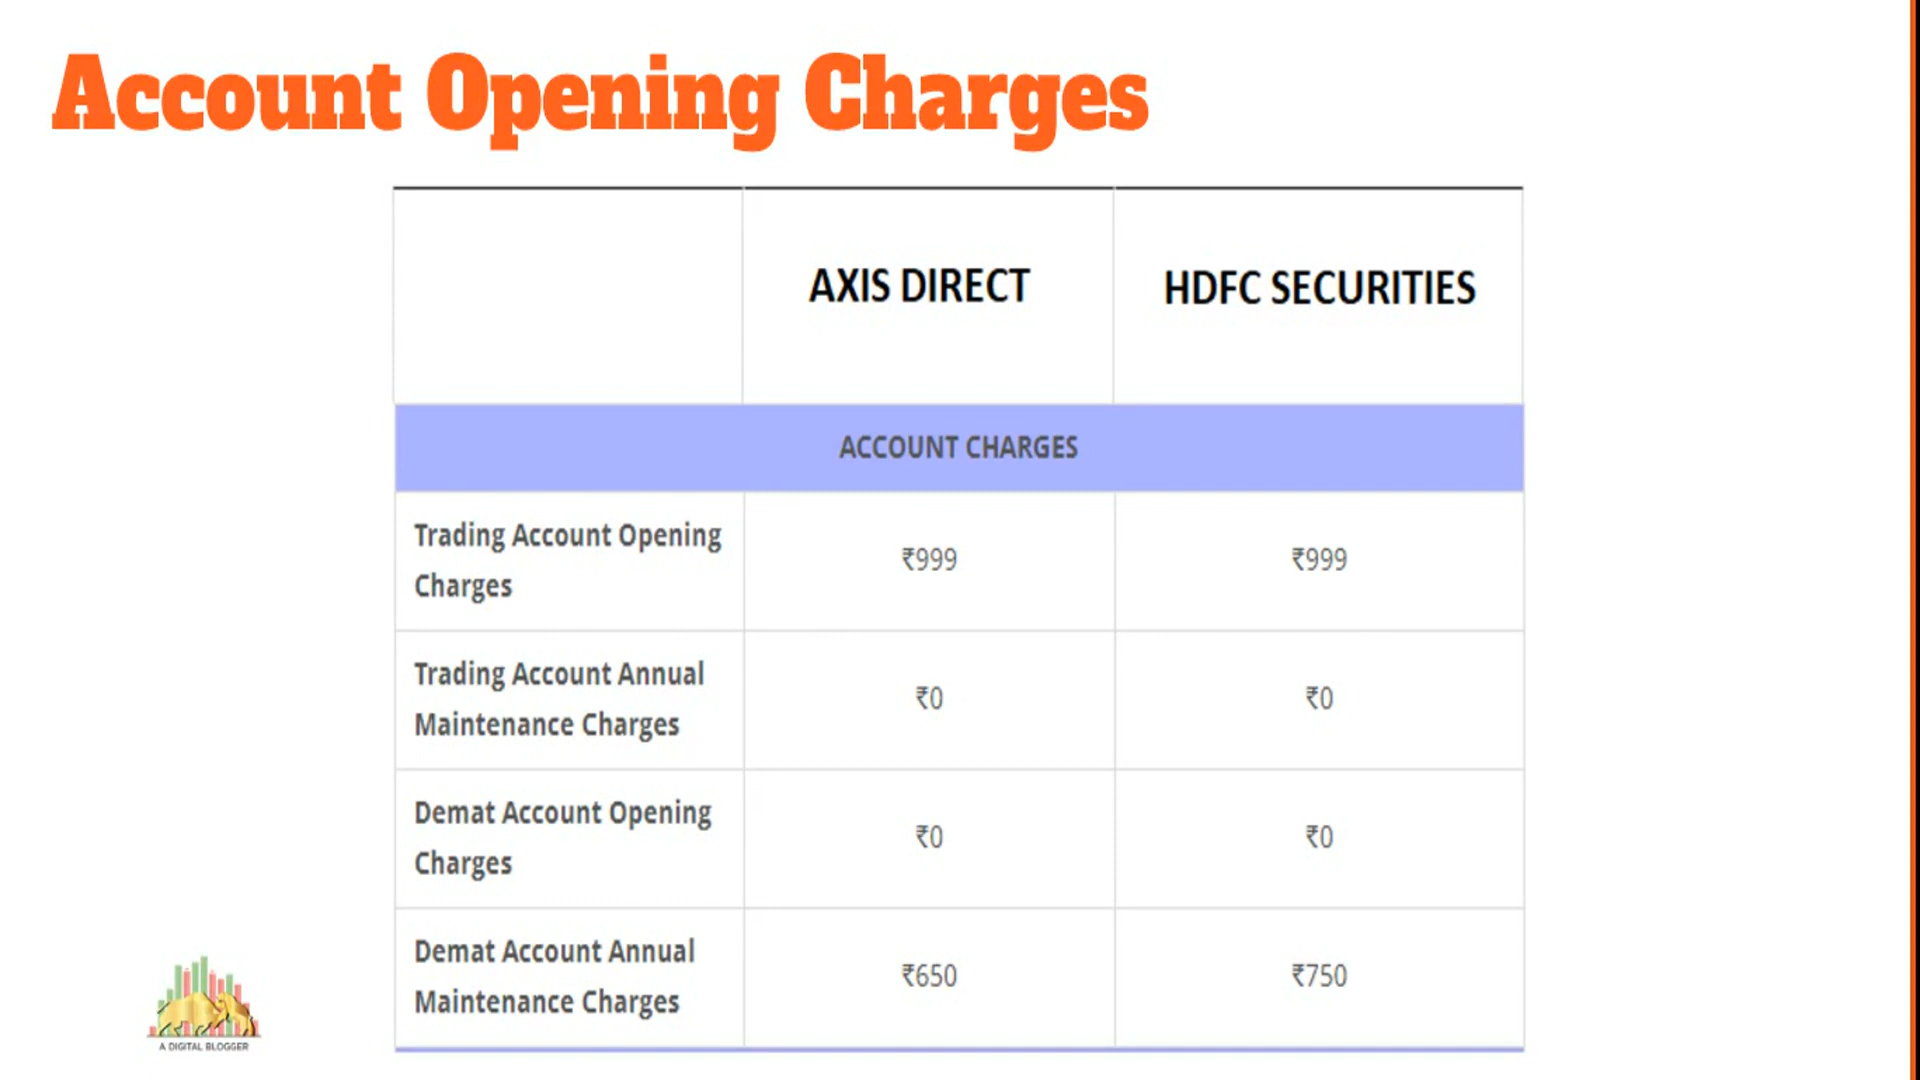 Account Opening Charges
AXIS DIRECT HDFC SECURITIES
ACCOUNT CHARGES
Trading Account Opening
Charges
₹999 ₹999
Trading Account Annual
Maintenance Charges
₹0 ₹0
Demat Account Opening
Charges
₹0 ₹0
Demat Account Annual
Maintenance Charges
₹650 ₹750
A DIGITAL BLOGGER